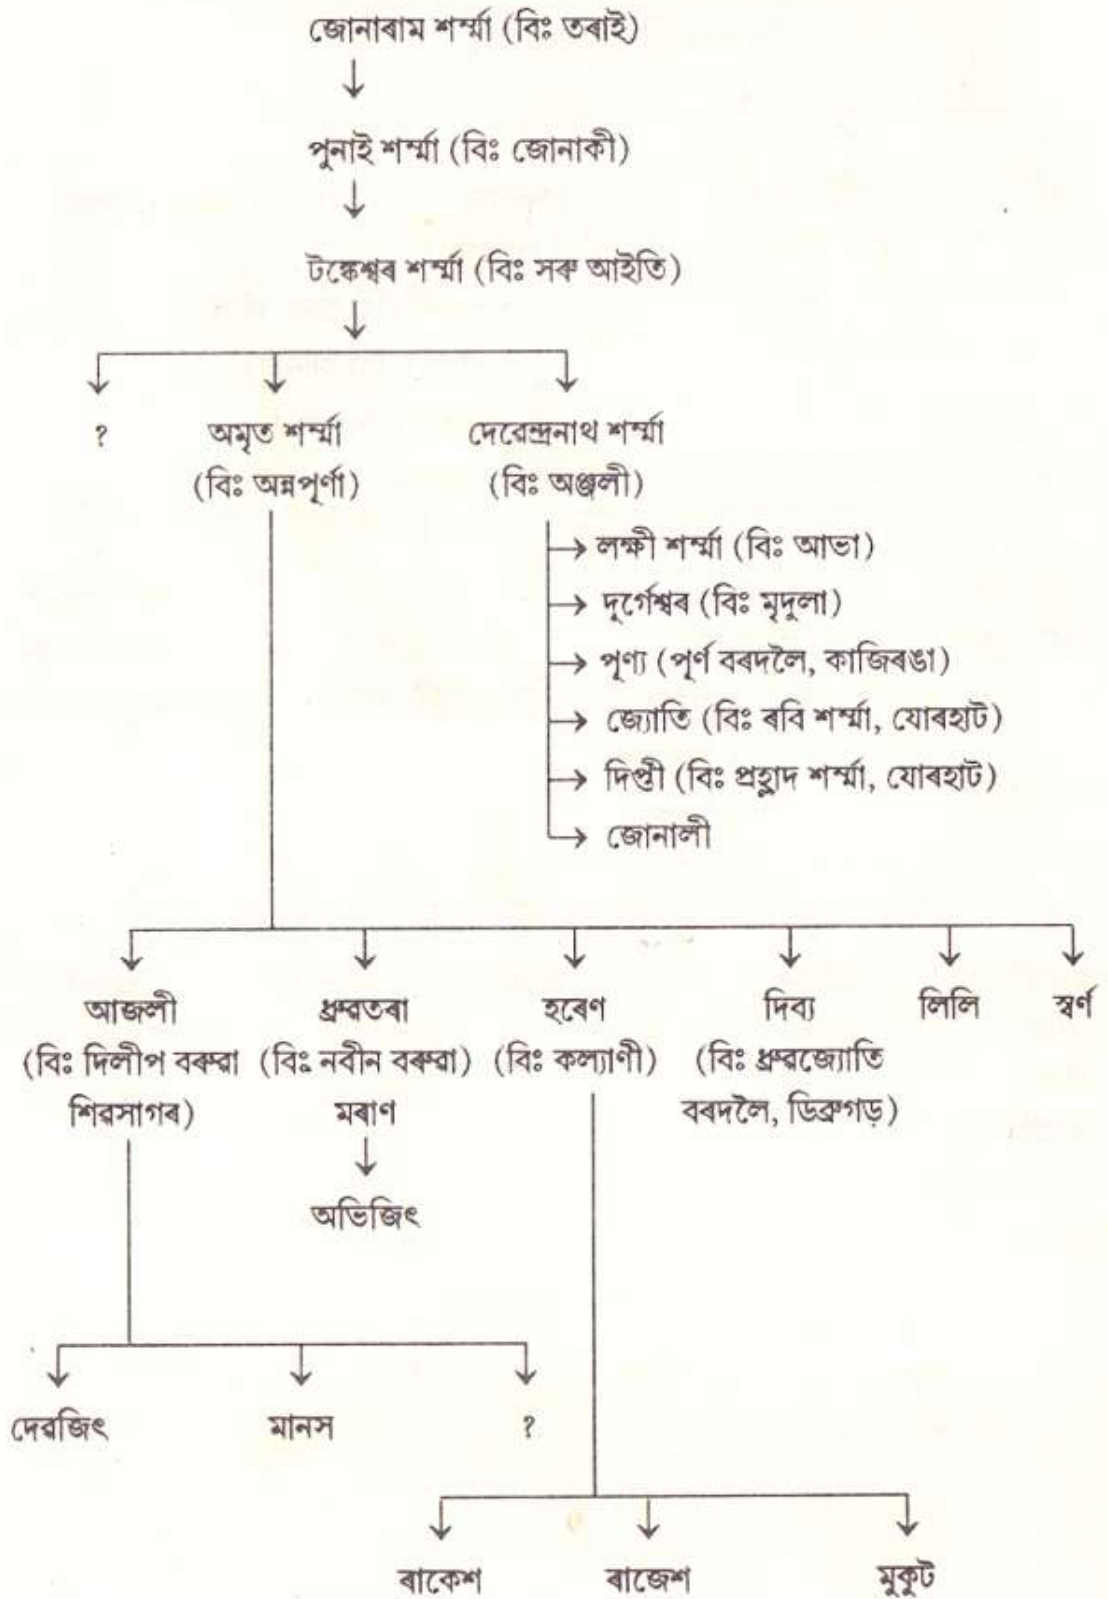 জোনাৰাম শৰ্ম্মা (বিঃ তৰাই)
পুনাই শৰ্ম্মা (বিঃ জোনাকী)
টঙ্কেশ্বৰ শৰ্ম্মা (বিঃ সৰু আইতি)
? অমৃত শৰ্ম্মা দেৱেন্দ্ৰনাথ শৰ্ম্মা
(বিঃ অন্নপূৰ্ণা) (বিঃ অঞ্জলী)
লক্ষী শৰ্ম্মা (বিঃ আভা)
দুৰ্গেশ্বৰ (বিঃ মৃদুলা)
পূণ্য (পূৰ্ণ বৰদলৈ, কাজিৰঙা)
জ্যোতি (বিঃ ৰবি শৰ্ম্মা, যোৰহাট)
দিপ্তী (বিঃ প্ৰহ্লাদ শৰ্ম্মা, যোৰহাট)
জোনালী
আজলী ধ্ৰুৱতৰা হৰেণ দিব্য লিলি স্বৰ্ণ
(বিঃ দিলীপ বৰুৱা (বিঃ নবীন বৰুৱা) (বিঃ কল্যাণী) (বিঃ ধ্ৰুৱজ্যোতি
শিৱসাগৰ) মৰাণ বৰদলৈ, ডিব্ৰুগড়)
অভিজিৎ
দেৱজিৎ মানস ?
ৰাকেশ ৰাজেশ মুকুট